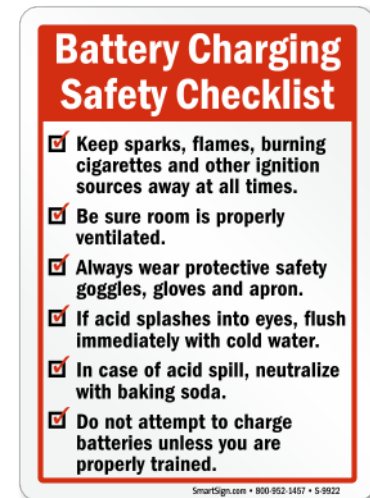 Battery Charging
Safety Checklist
Keep sparks, flames, burning
cigarettes and other ignition
sources away at all times.
Be sure room is properly
ventilated.
Always wear protective safety
goggles, gloves and apron.
If acid splashes into eyes, flush
immediately with cold water.
In case of acid spill, neutralize
with baking soda.
Do not attempt to charge
batteries unless you are
properly trained.
SmartSign.com • 800-952-1457 • S-9922